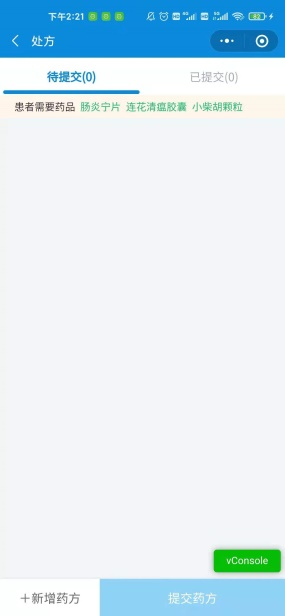 下午2:21
处方
待提交(0)
已提交(0)
患者需要药品 肠炎宁片 连花清瘟胶囊 小柴胡颗粒
vConsole
+新增药方
提交药方